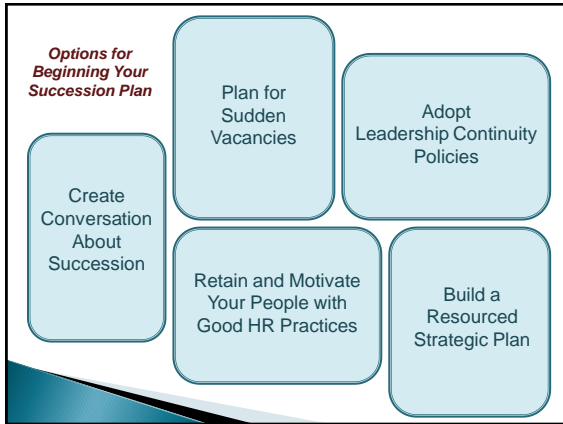 Options for
Beginning Your
Succession Plan
Plan for
Sudden
Vacancies
Adopt
Leadership Continuity
Policies
Create
Conversation
About
Succession
Retain and Motivate
Your People with
Good HR Practices
Build a
Resourced
Strategic Plan